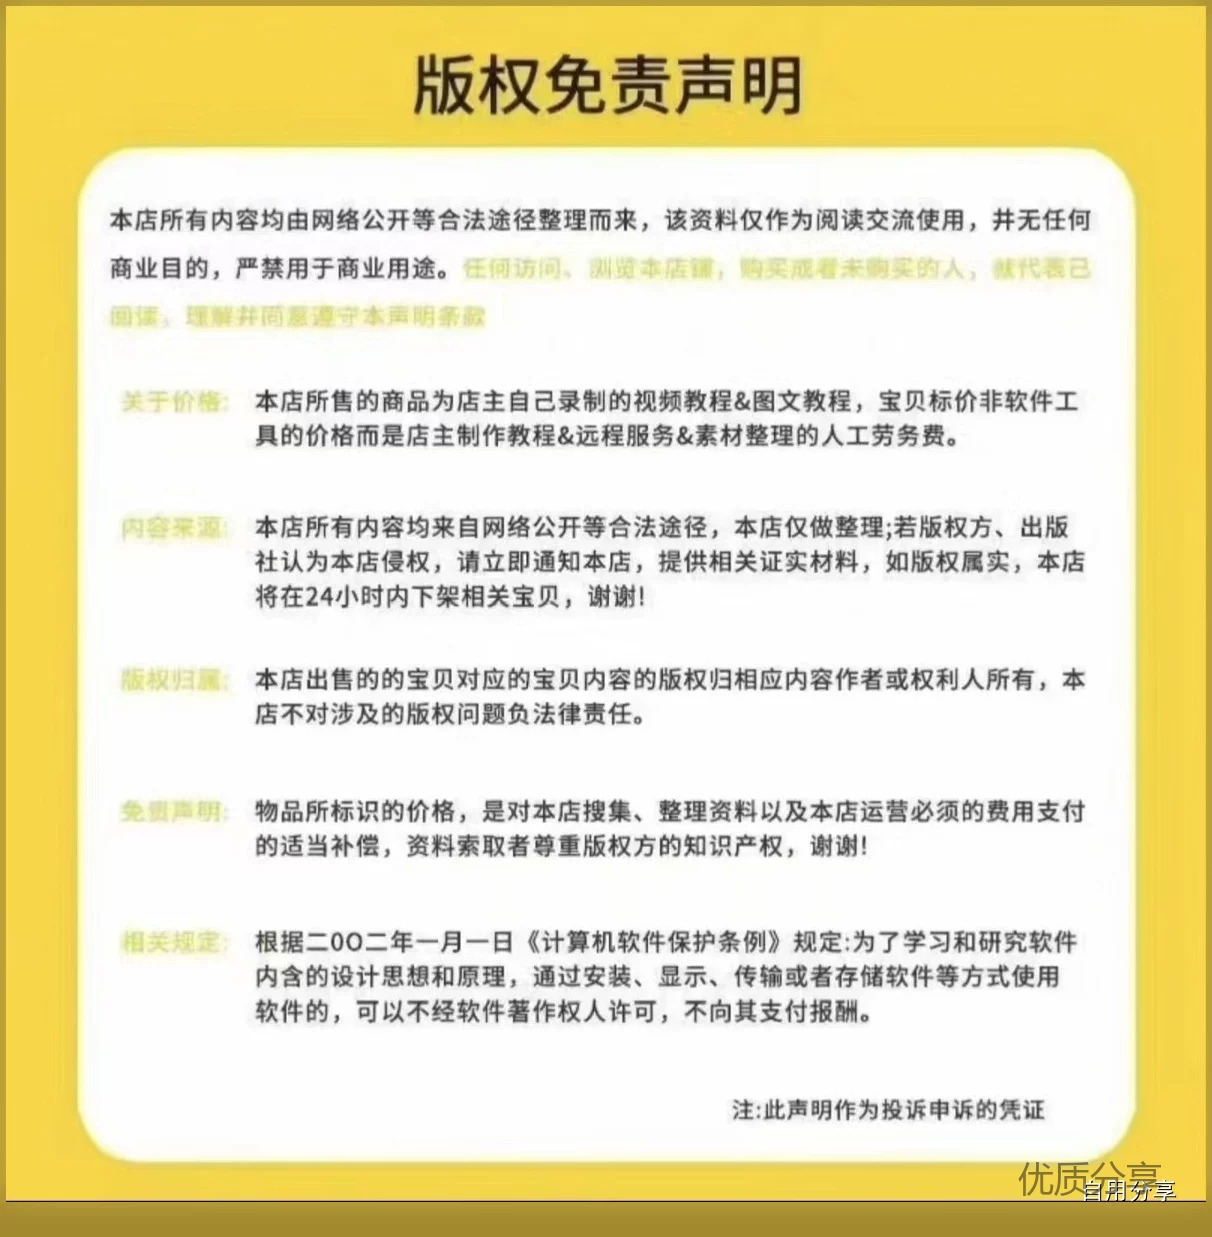 版权免责声明
本店所有内容均由网络公开等合法途径整理而来，该资料仅作为阅读交流使用，并无任何
商业目的，严禁用于商业用途。任何访问、浏览本店铺，购买或者未购买的人，就代表已
阅读，理解并尚意遵守本声明条款
关于价格: 本店所售的商品为店主自己录制的视频教程&图文教程，宝贝标价非软件工
具的价格而是店主制作教程&远程服务&素材整理的人工劳务费。
内容来源: 本店所有内容均来自网络公开等合法途径，本店仅做整理;若版权方、出版
社认为本店侵权，请立即通知本店，提供相关证实材料，如版权属实，本店
将在24小时内下架相关宝贝，谢谢!
版权归属: 本店出售的的宝贝对应的宝贝内容的版权归相应内容作者或权利人所有，本
店不对涉及的版权问题负法律责任。
免责声明: 物品所标识的价格，是对本店搜集、整理资料以及本店运营必须的费用支付
的适当补偿，资料索取者尊重版权方的知识产权，谢谢!
相关规定: 根据二00二年一月一日《计算机软件保护条例》规定:为了学习和研究软件
内含的设计思想和原理，通过安装、显示、传输或者存储软件等方式使用
软件的，可以不经软件著作权人许可，不向其支付报酬。
注:此声明作为投诉申诉的凭证
优质分享
自用分享